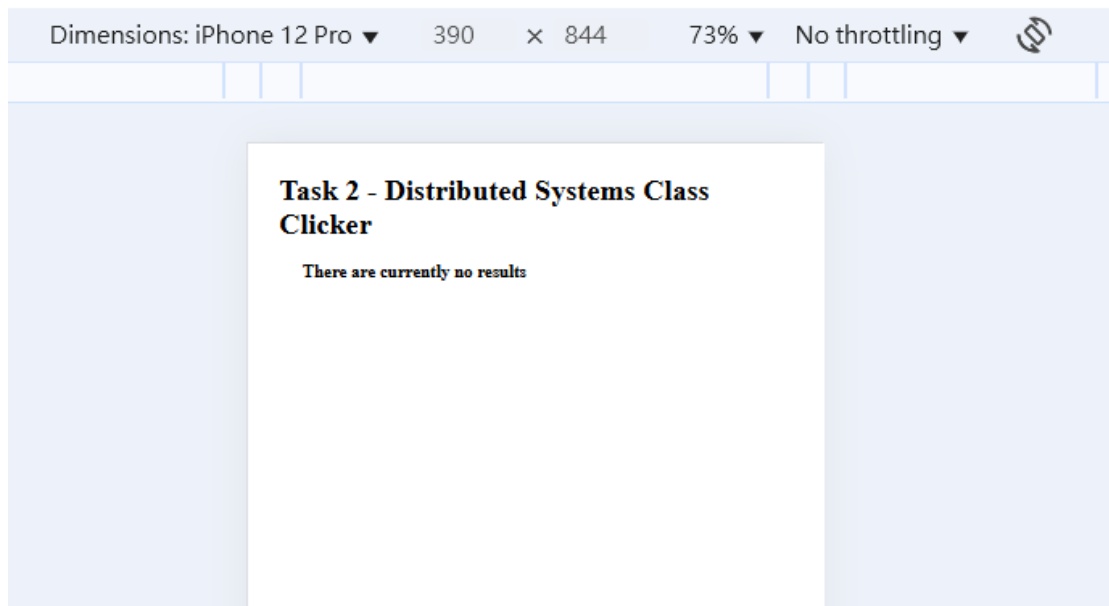 Dimensions: iPhone 12 Pro ▼ 390 × 844 73% ▼ No throttling ▼
Task 2 - Distributed Systems Class
Clicker
There are currently no results